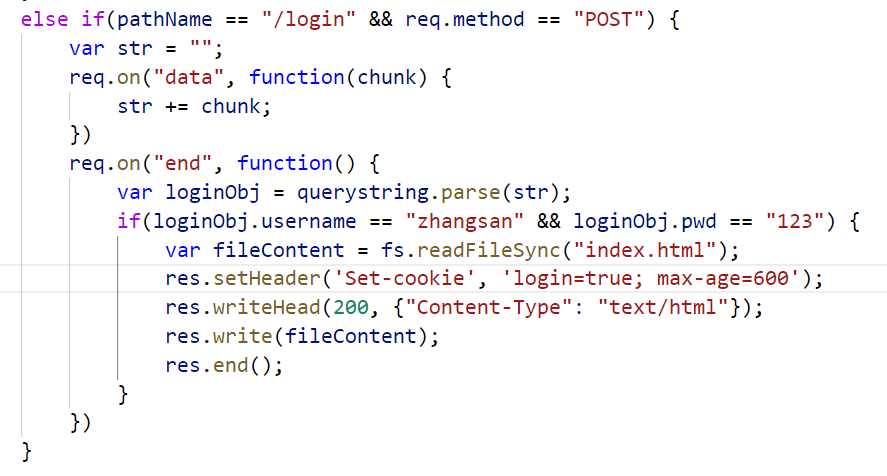 else if(pathName == "/login" && req.method == "POST") {
    var str = "";
    req.on("data", function(chunk) {
        str += chunk;
    })
    req.on("end", function() {
        var loginObj = querystring.parse(str);
        if(loginObj.username == "zhangsan" && loginObj.pwd == "123") {
            var fileContent = fs.readFileSync("index.html");
            res.setHeader('Set-cookie', 'login=true; max-age=600');
            res.writeHead(200, {"Content-Type": "text/html"});
            res.write(fileContent);
            res.end();
        }
    })
}